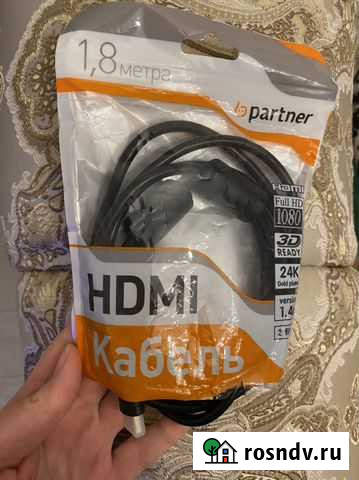 1,8 метра
partner
HDMI
Full HD
1080
3D
READY
24K
Gold plated
version
1.4
HDMI
Кабель
rosndv.ru